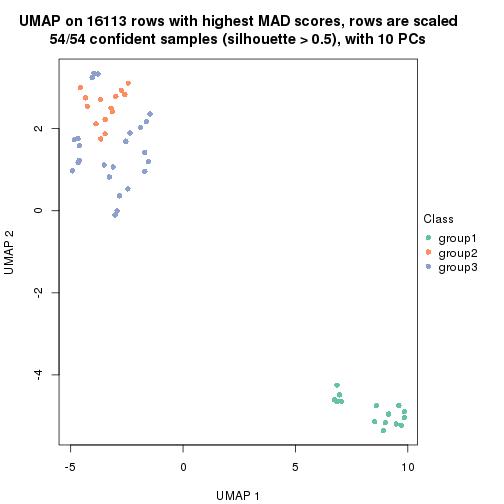 UMAP on 16113 rows with highest MAD scores, rows are scaled
54/54 confident samples (silhouette > 0.5), with 10 PCs
2
0
-2
-4
UMAP 2
-5
0
5
10
UMAP 1
Class
group1
group2
group3